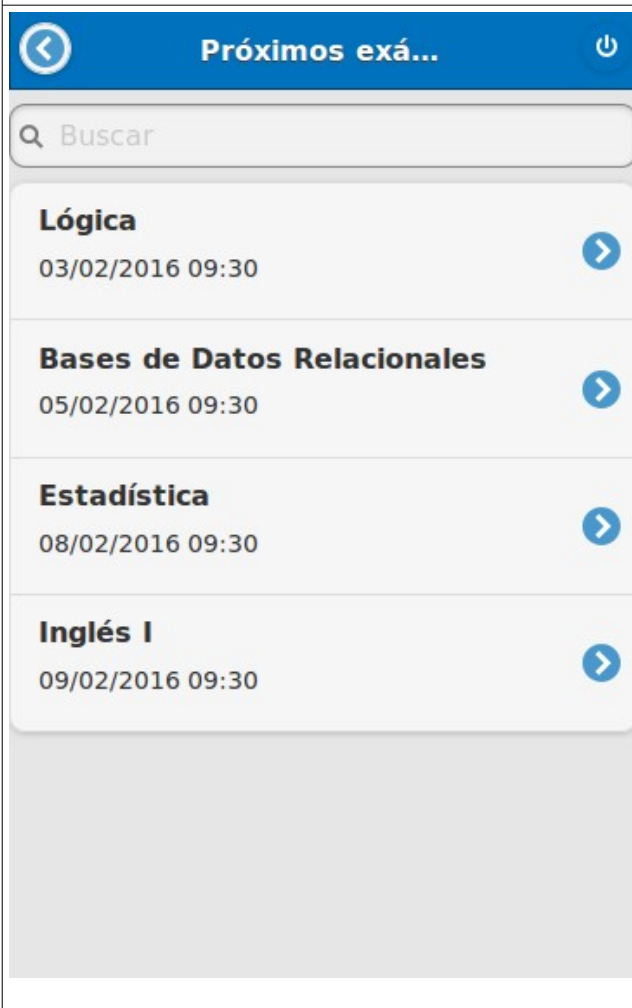 Próximos exá...
Buscar
Lógica
03/02/2016 09:30
Bases de Datos Relacionales
05/02/2016 09:30
Estadística
08/02/2016 09:30
Inglés I
09/02/2016 09:30